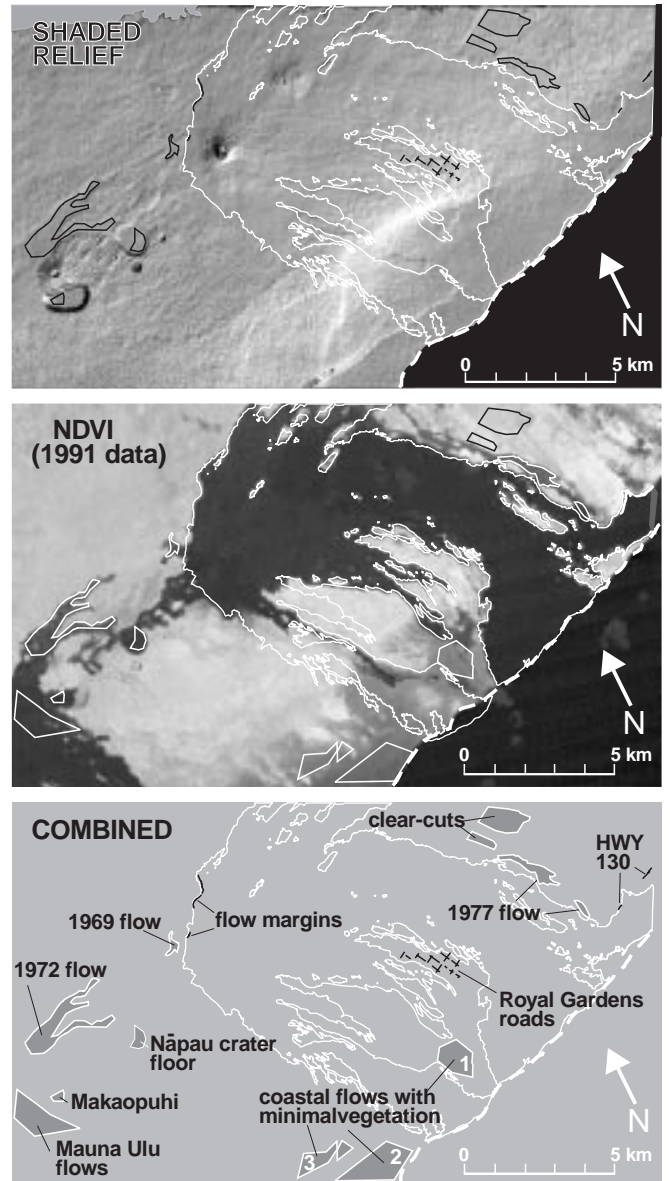 SHADED
RELIEF
N
0 5 km
NDVI
(1991 data)
N
0 5 km
COMBINED
clear-cuts
HWY
130
1977 flow
1969 flow
flow margins
1972 flow
Royal Gardens
roads
Nāpau crater
floor
1
Makaopuhi
coastal flows with
minimalvegetation
N
Mauna Ulu
flows
3
2
0 5 km